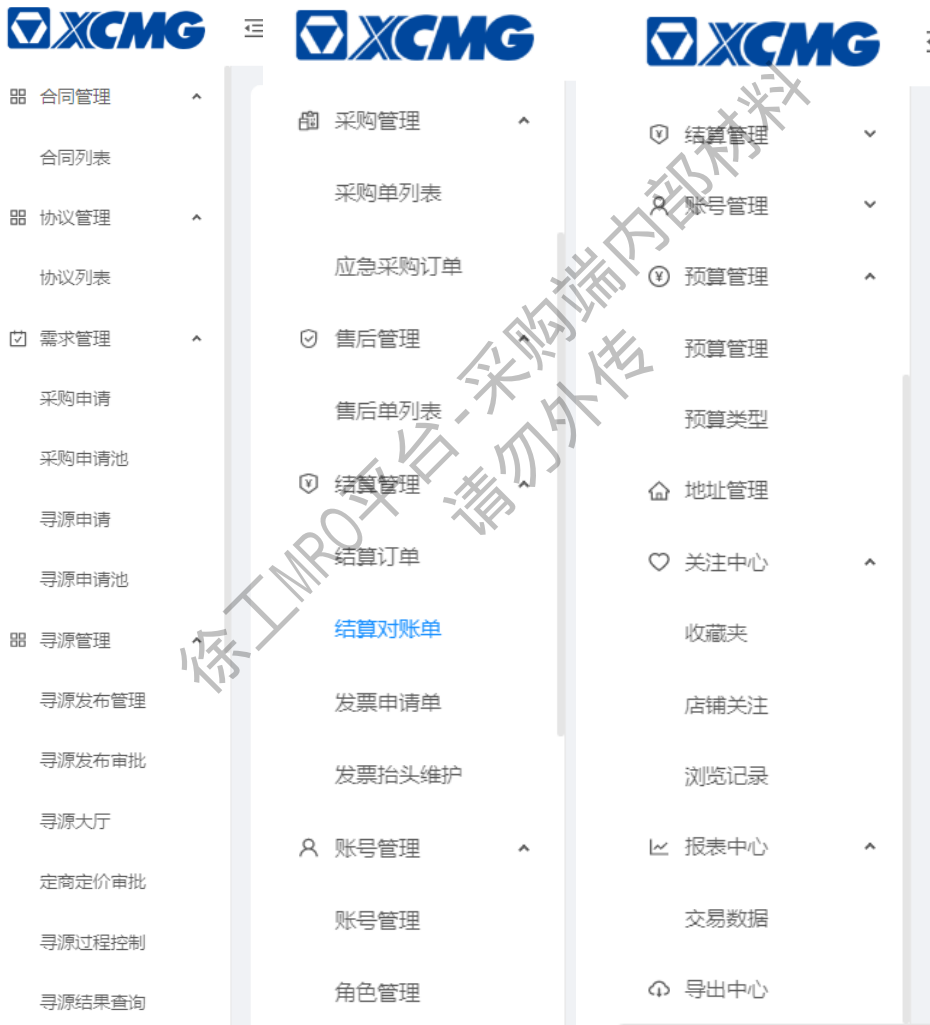 XCMG
合同管理
合同列表
协议管理
协议列表
需求管理
采购申请
采购申请池
寻源申请
寻源申请池
寻源管理
寻源发布管理
寻源发布审批
寻源大厅
定商定价审批
寻源过程控制
寻源结果查询
XCMG
采购管理
采购单列表
应急采购订单
售后管理
售后单列表
结算管理
结算订单
结算对账单
发票申请单
发票抬头维护
账号管理
账号管理
角色管理
XCMG
结算管理
账号管理
预算管理
预算管理
预算类型
地址管理
关注中心
收藏夹
店铺关注
浏览记录
报表中心
交易数据
导出中心
徐工MRO平台-采购端内部材料
请勿外传